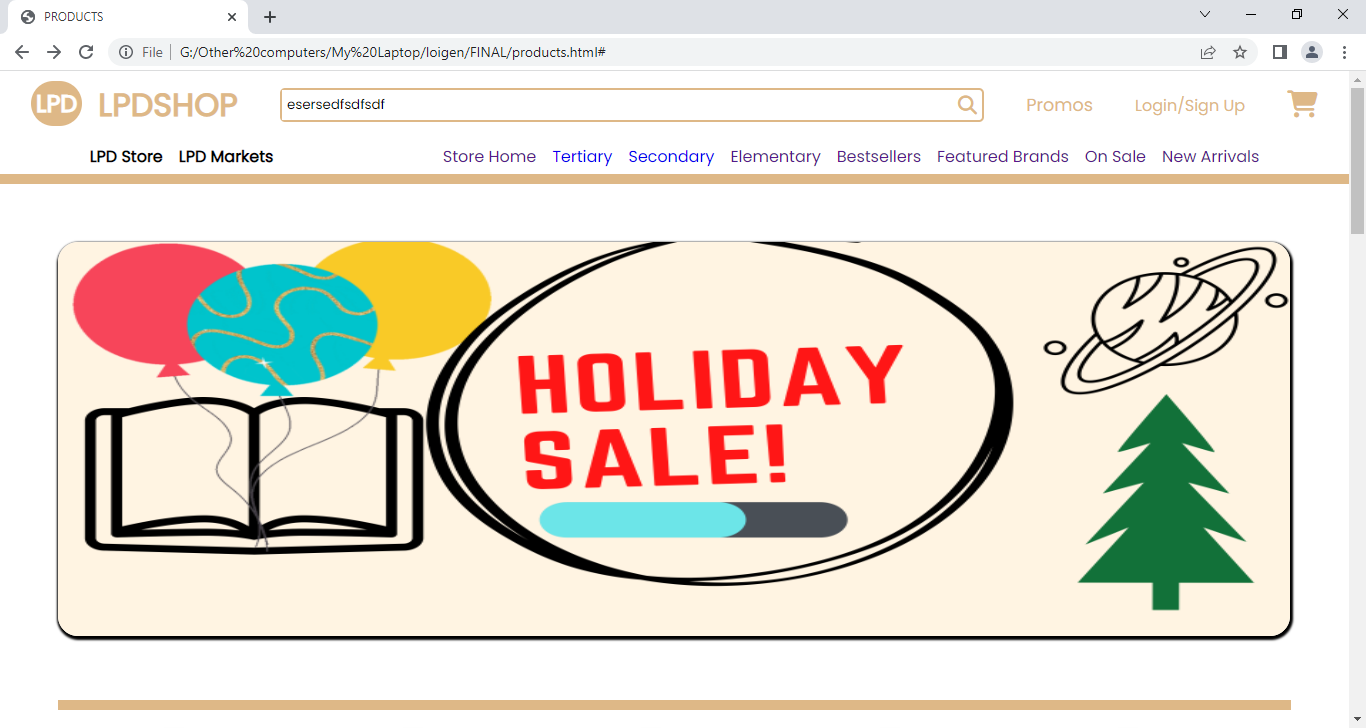 PRODUCTS
File G:/Other%20computers/My%20Laptop/loigen/FINAL/products.html#
LPD LPDSHOP esersedfsdfsdf Promos Login/Sign Up
LPD Store LPD Markets Store Home Tertiary Secondary Elementary Bestsellers Featured Brands On Sale New Arrivals
HOLIDAY
SALE!